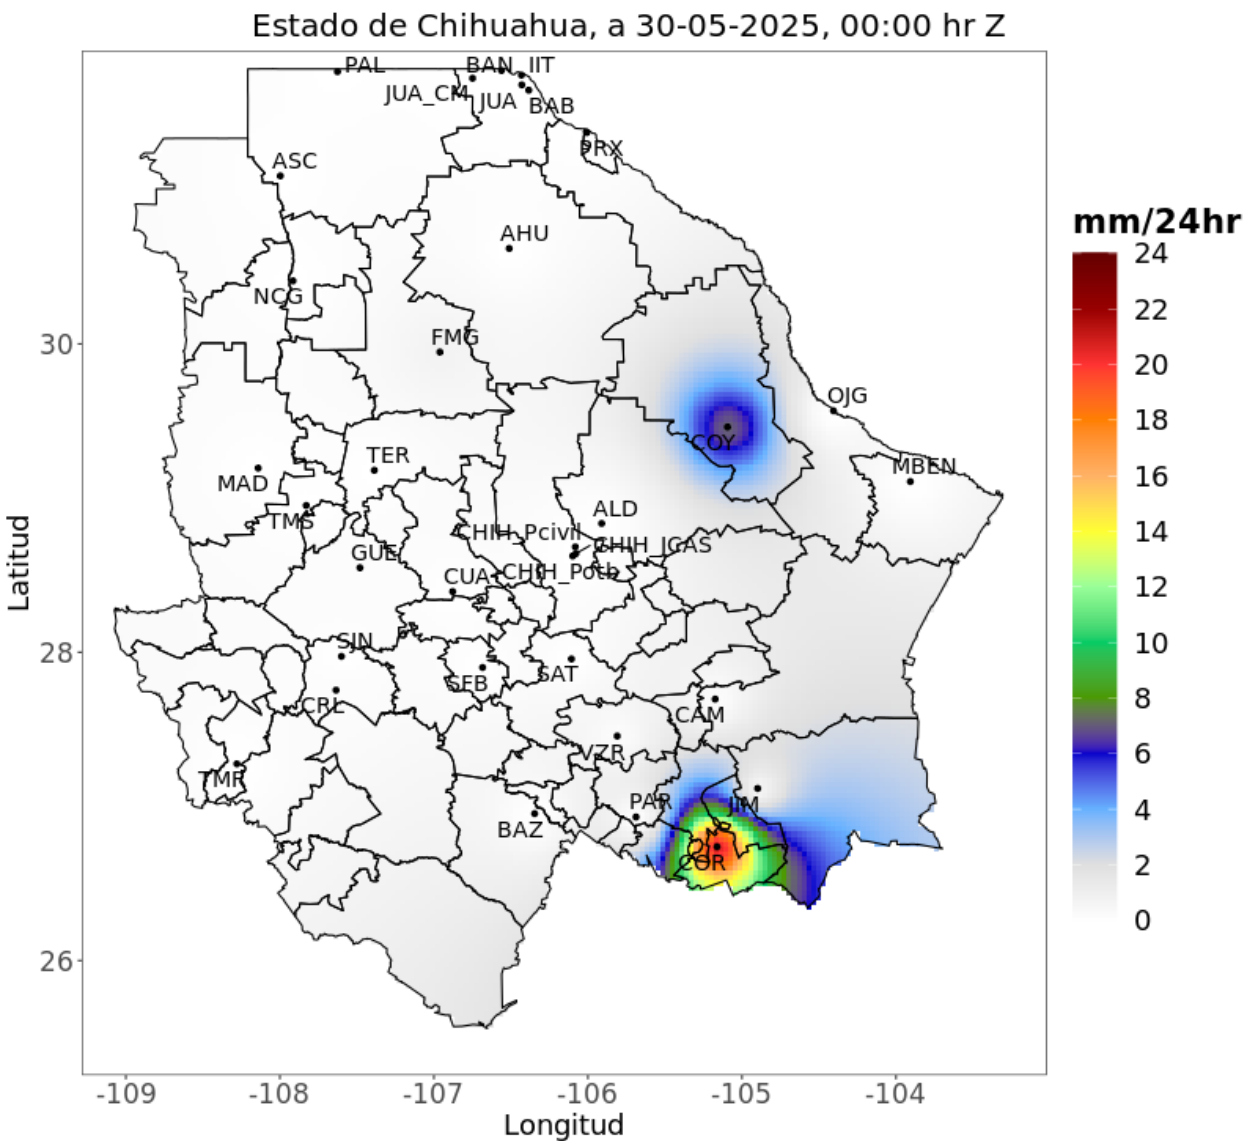 Estado de Chihuahua, a 30-05-2025, 00:00 hr Z
PAL
BAN
IIT
JUA_CM
JUA
BAB
PRX
ASC
AHU
NCG
FMG
OJG
COY
TER
MBEN
MAD
TMS
ALD
CHIH_Pcivil
CHIH_JCAS
GUE
CUA
CHIH_Potb
SJN
SFB
SAT
CRL
CAM
VZR
TMR
PAR
JIM
BAZ
COR
mm/24hr
24
22
20
18
16
14
12
10
8
6
4
2
0
30
28
26
Latitud
-109
-108
-107
-106
-105
-104
Longitud